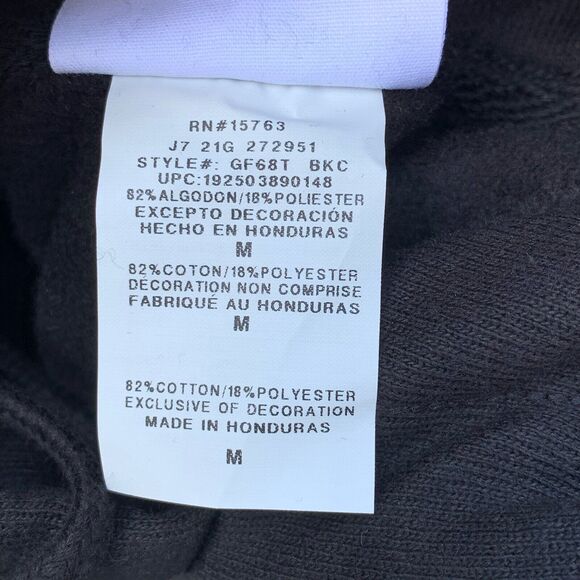 RN#15763
J7 21G 272951
STYLE#: GF68T BKC
UPC:192503890148
82%ALGODON/18%POLIESTER
EXCEPTO DECORACIÓN
HECHO EN HONDURAS
M
82%COTON/18%POLYESTER
DECORATION NON COMPRISE
FABRIQUÉ AU HONDURAS
M
82%COTTON/18%POLYESTER
EXCLUSIVE OF DECORATION
MADE IN HONDURAS
M